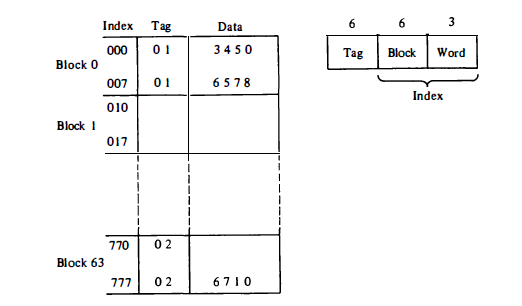 Index Tag Data
000 0 1 3 4 5 0
Block 0
007 0 1 6 5 7 8
010
Block 1
017
770 0 2
Block 63
777 0 2 6 7 1 0
6 6 3
Tag Block Word
Index